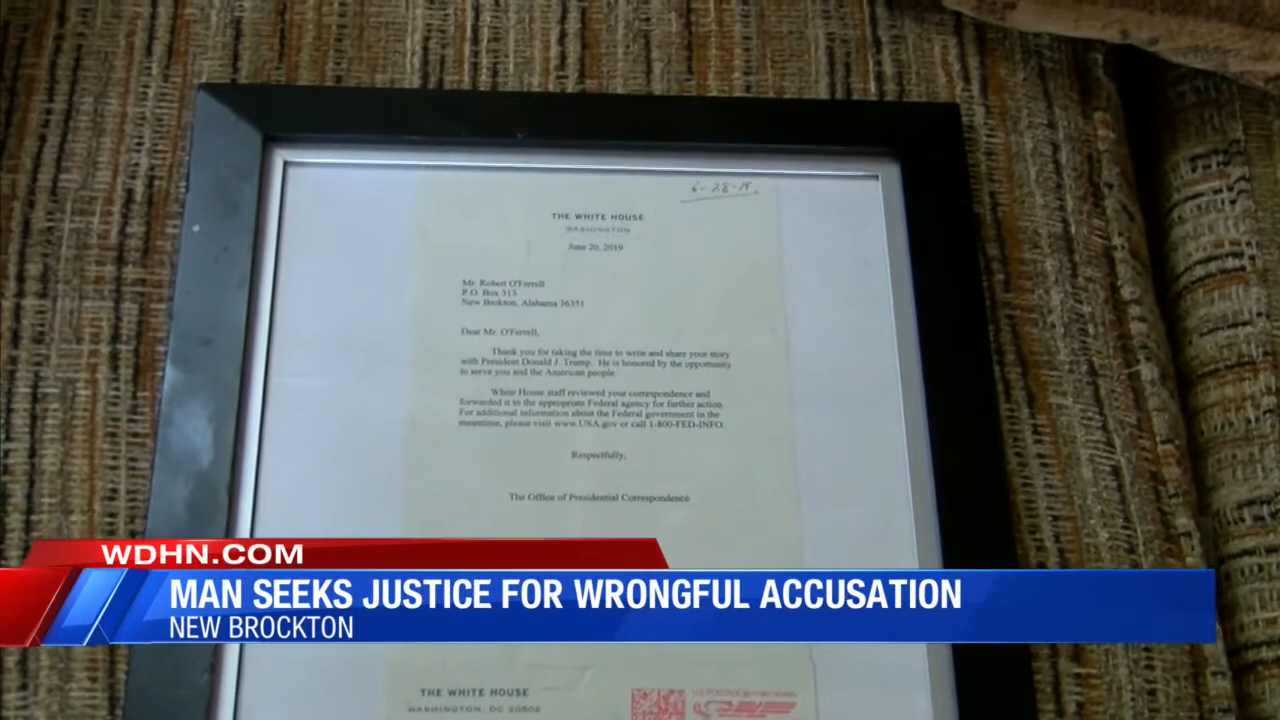 6-28-19
THE WHITE HOUSE
WASHINGTON
June 20, 2019
Mr. Robert O'Ferrell
P.O. Box 313
New Brokton, Alabama 36351
Dear Mr. O'Ferrell,
Thank you for taking the time to write and share your story
with President Donald J. Trump. He is honored by the opportunity
to serve you and the American people.
White House staff reviewed your correspondence and
forwarded it to the appropriate Federal agency for further action.
For additional information about the Federal government in the
meantime, please visit www.USA.gov or call 1-800-FED-INFO.
Respectfully,
The Office of Presidential Correspondence
WDHN.COM
MAN SEEKS JUSTICE FOR WRONGFUL ACCUSATION
NEW BROCKTON
THE WHITE HOUSE
WASHINGTON, DC 20502